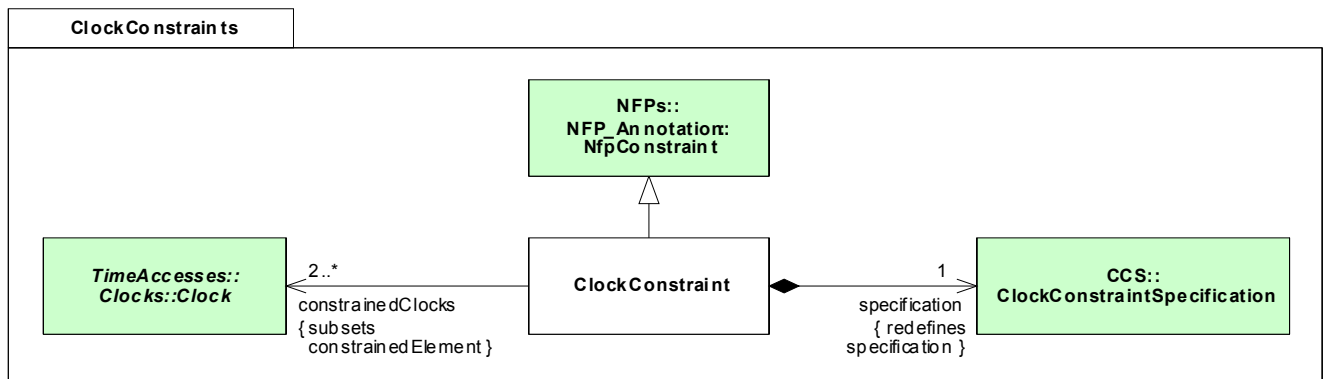 ClockConstraints
NFPs::
NFP_Annotation::
NfpConstraint
TimeAccesses::
Clocks::Clock
2..*
constrainedClocks
{ subsets
constrainedElement }
ClockConstraint
1
specification
{ redefines
specification }
CCS::
ClockConstraintSpecification